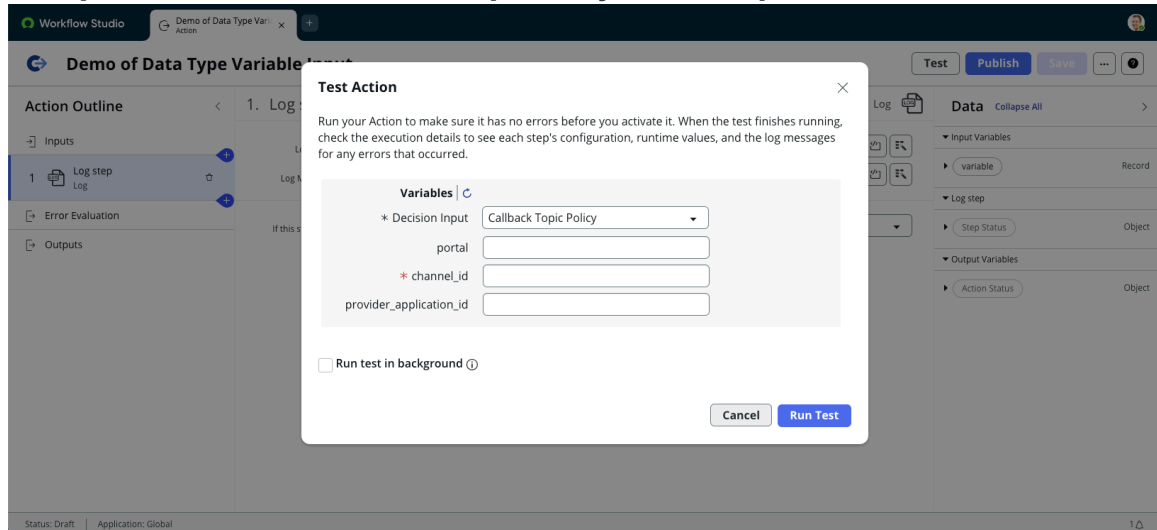 Workflow Studio
Demo of Data Type Vari
Action
Demo of Data Type Variable Input
Test
Publish
Save
Action Outline
Inputs
1
Log step
Log
Error Evaluation
Outputs
1. Log
Log
If this s
Test Action
Run your Action to make sure it has no errors before you activate it. When the test finishes running,
check the execution details to see each step's configuration, runtime values, and the log messages
for any errors that occurred.
Variables
* Decision Input
Callback Topic Policy
portal
* channel_id
provider_application_id
Run test in background
Cancel
Run Test
Data
Collapse All
Input Variables
variable
Record
Log step
Step Status
Object
Output Variables
Action Status
Object
Status: Draft
Application: Global
1